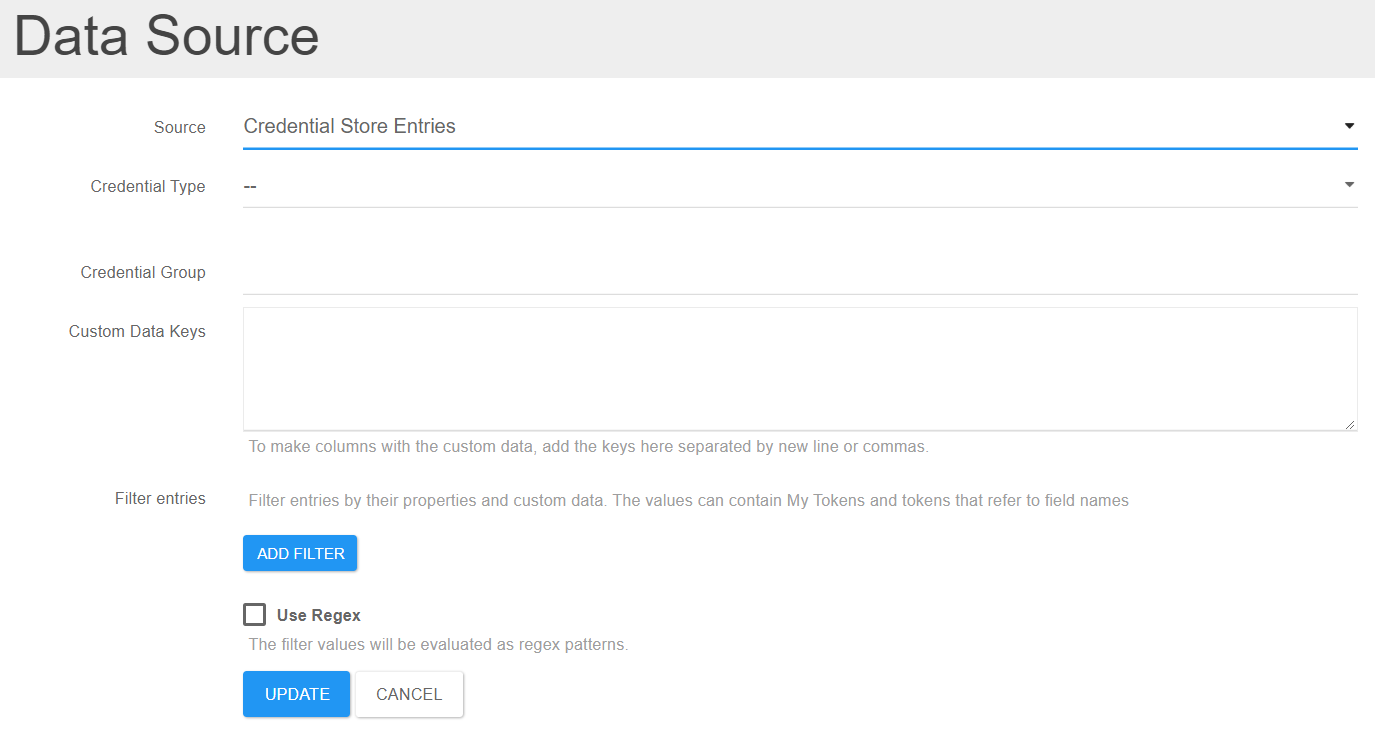 Data Source
Source
Credential Store Entries
Credential Type
--
Credential Group
Custom Data Keys
To make columns with the custom data, add the keys here separated by new line or commas.
Filter entries
Filter entries by their properties and custom data. The values can contain My Tokens and tokens that refer to field names
ADD FILTER
Use Regex
The filter values will be evaluated as regex patterns.
UPDATE
CANCEL